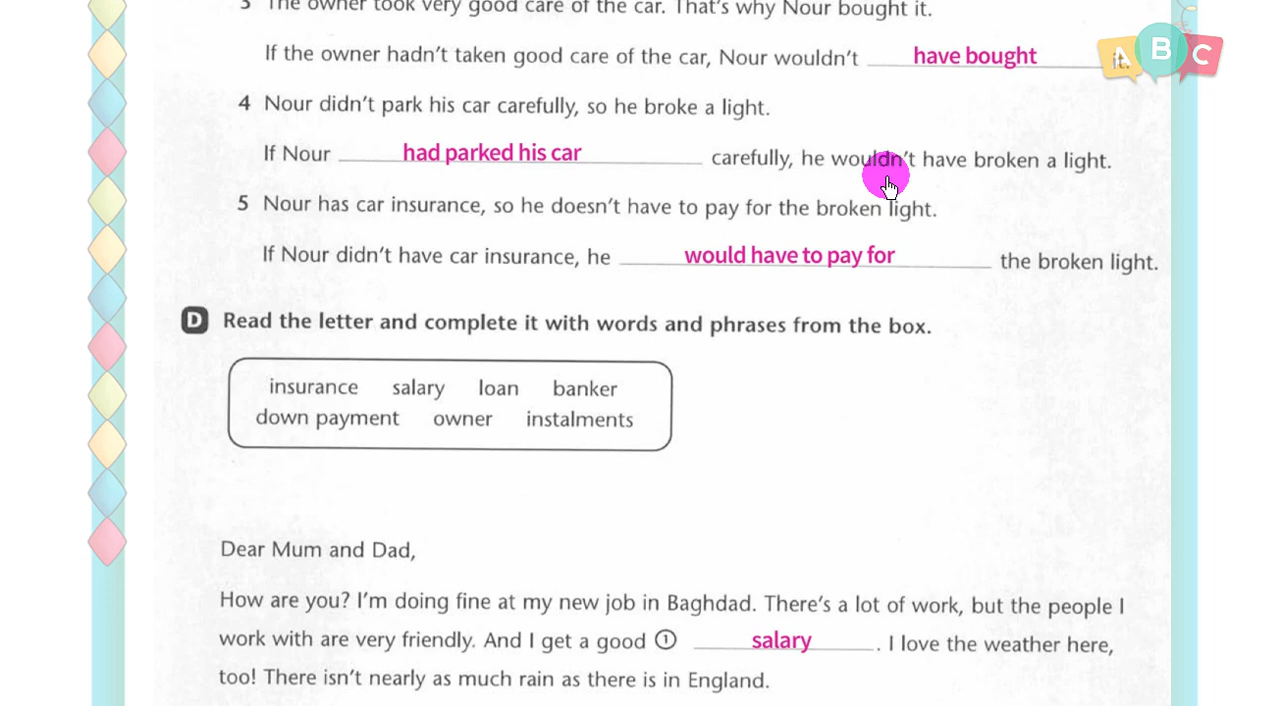 3 The owner took very good care of the car. That's why Nour bought it.
If the owner hadn't taken good care of the car, Nour wouldn't have bought it.
A B C
4 Nour didn't park his car carefully, so he broke a light.
If Nour had parked his car carefully, he wouldn't have broken a light.
5 Nour has car insurance, so he doesn't have to pay for the broken light.
If Nour didn't have car insurance, he would have to pay for the broken light.
D Read the letter and complete it with words and phrases from the box.
insurance salary loan banker
down payment owner instalments
Dear Mum and Dad,
How are you? I'm doing fine at my new job in Baghdad. There's a lot of work, but the people I
work with are very friendly. And I get a good ① salary. I love the weather here,
too! There isn't nearly as much rain as there is in England.